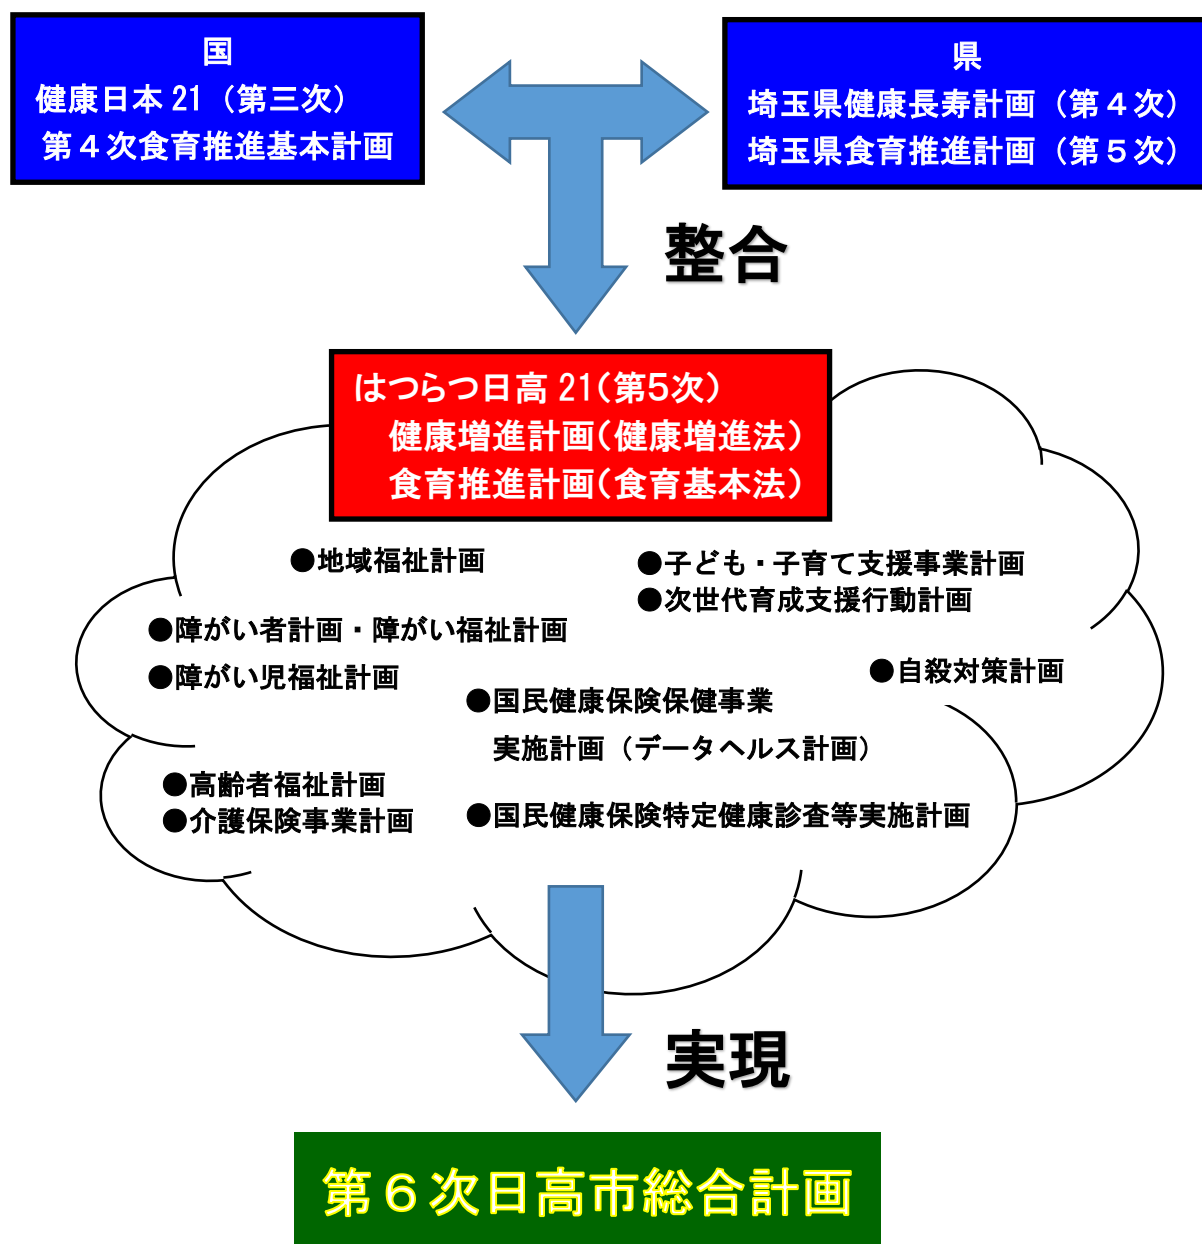 国
健康日本 21（第三次）
第４次食育推進基本計画
県
埼玉県健康長寿計画（第４次）
埼玉県食育推進計画（第５次）
整合
はつらつ日高 21（第５次）
健康増進計画（健康増進法）
食育推進計画（食育基本法）
●地域福祉計画
●子ども・子育て支援事業計画
●次世代育成支援行動計画
●障がい者計画・障がい福祉計画
●障がい児福祉計画
●自殺対策計画
●国民健康保険保健事業
実施計画（データヘルス計画）
●高齢者福祉計画
●介護保険事業計画
●国民健康保険特定健康診査等実施計画
実現
第６次日高市総合計画